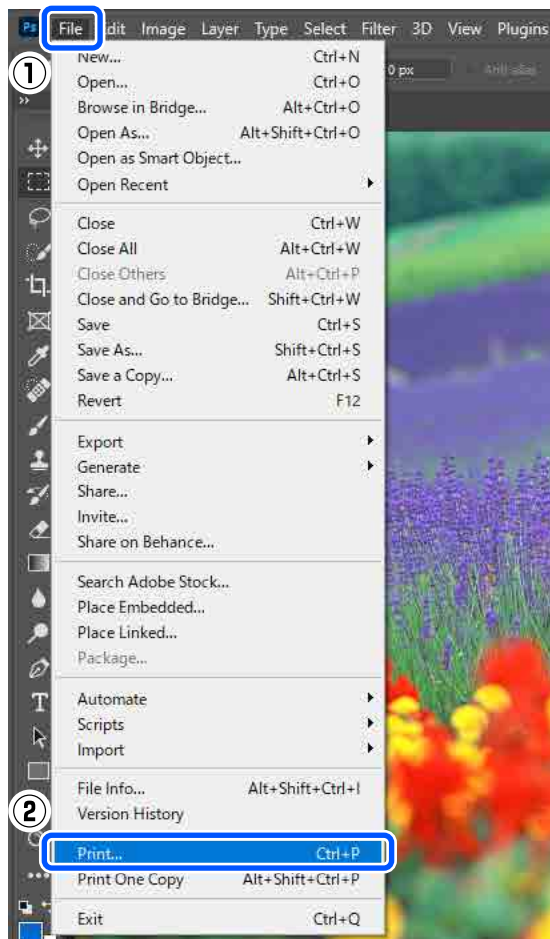 Ps File Edit Image Layer Type Select Filter 3D View Plugins
①
0 px Anti-alias
New... Ctrl+N
Open... Ctrl+O
Browse in Bridge... Alt+Ctrl+O
Open As... Alt+Shift+Ctrl+O
Open as Smart Object...
Open Recent
Close Ctrl+W
Close All Alt+Ctrl+W
Close Others Alt+Ctrl+P
Close and Go to Bridge... Shift+Ctrl+W
Save Ctrl+S
Save As... Shift+Ctrl+S
Save a Copy... Alt+Ctrl+S
Revert F12
Export
Generate
Share...
Invite...
Share on Behance...
Search Adobe Stock...
Place Embedded...
Place Linked...
Package...
Automate
Scripts
Import
File Info... Alt+Shift+Ctrl+I
Version History
②
Print... Ctrl+P
Print One Copy Alt+Shift+Ctrl+P
Exit Ctrl+Q